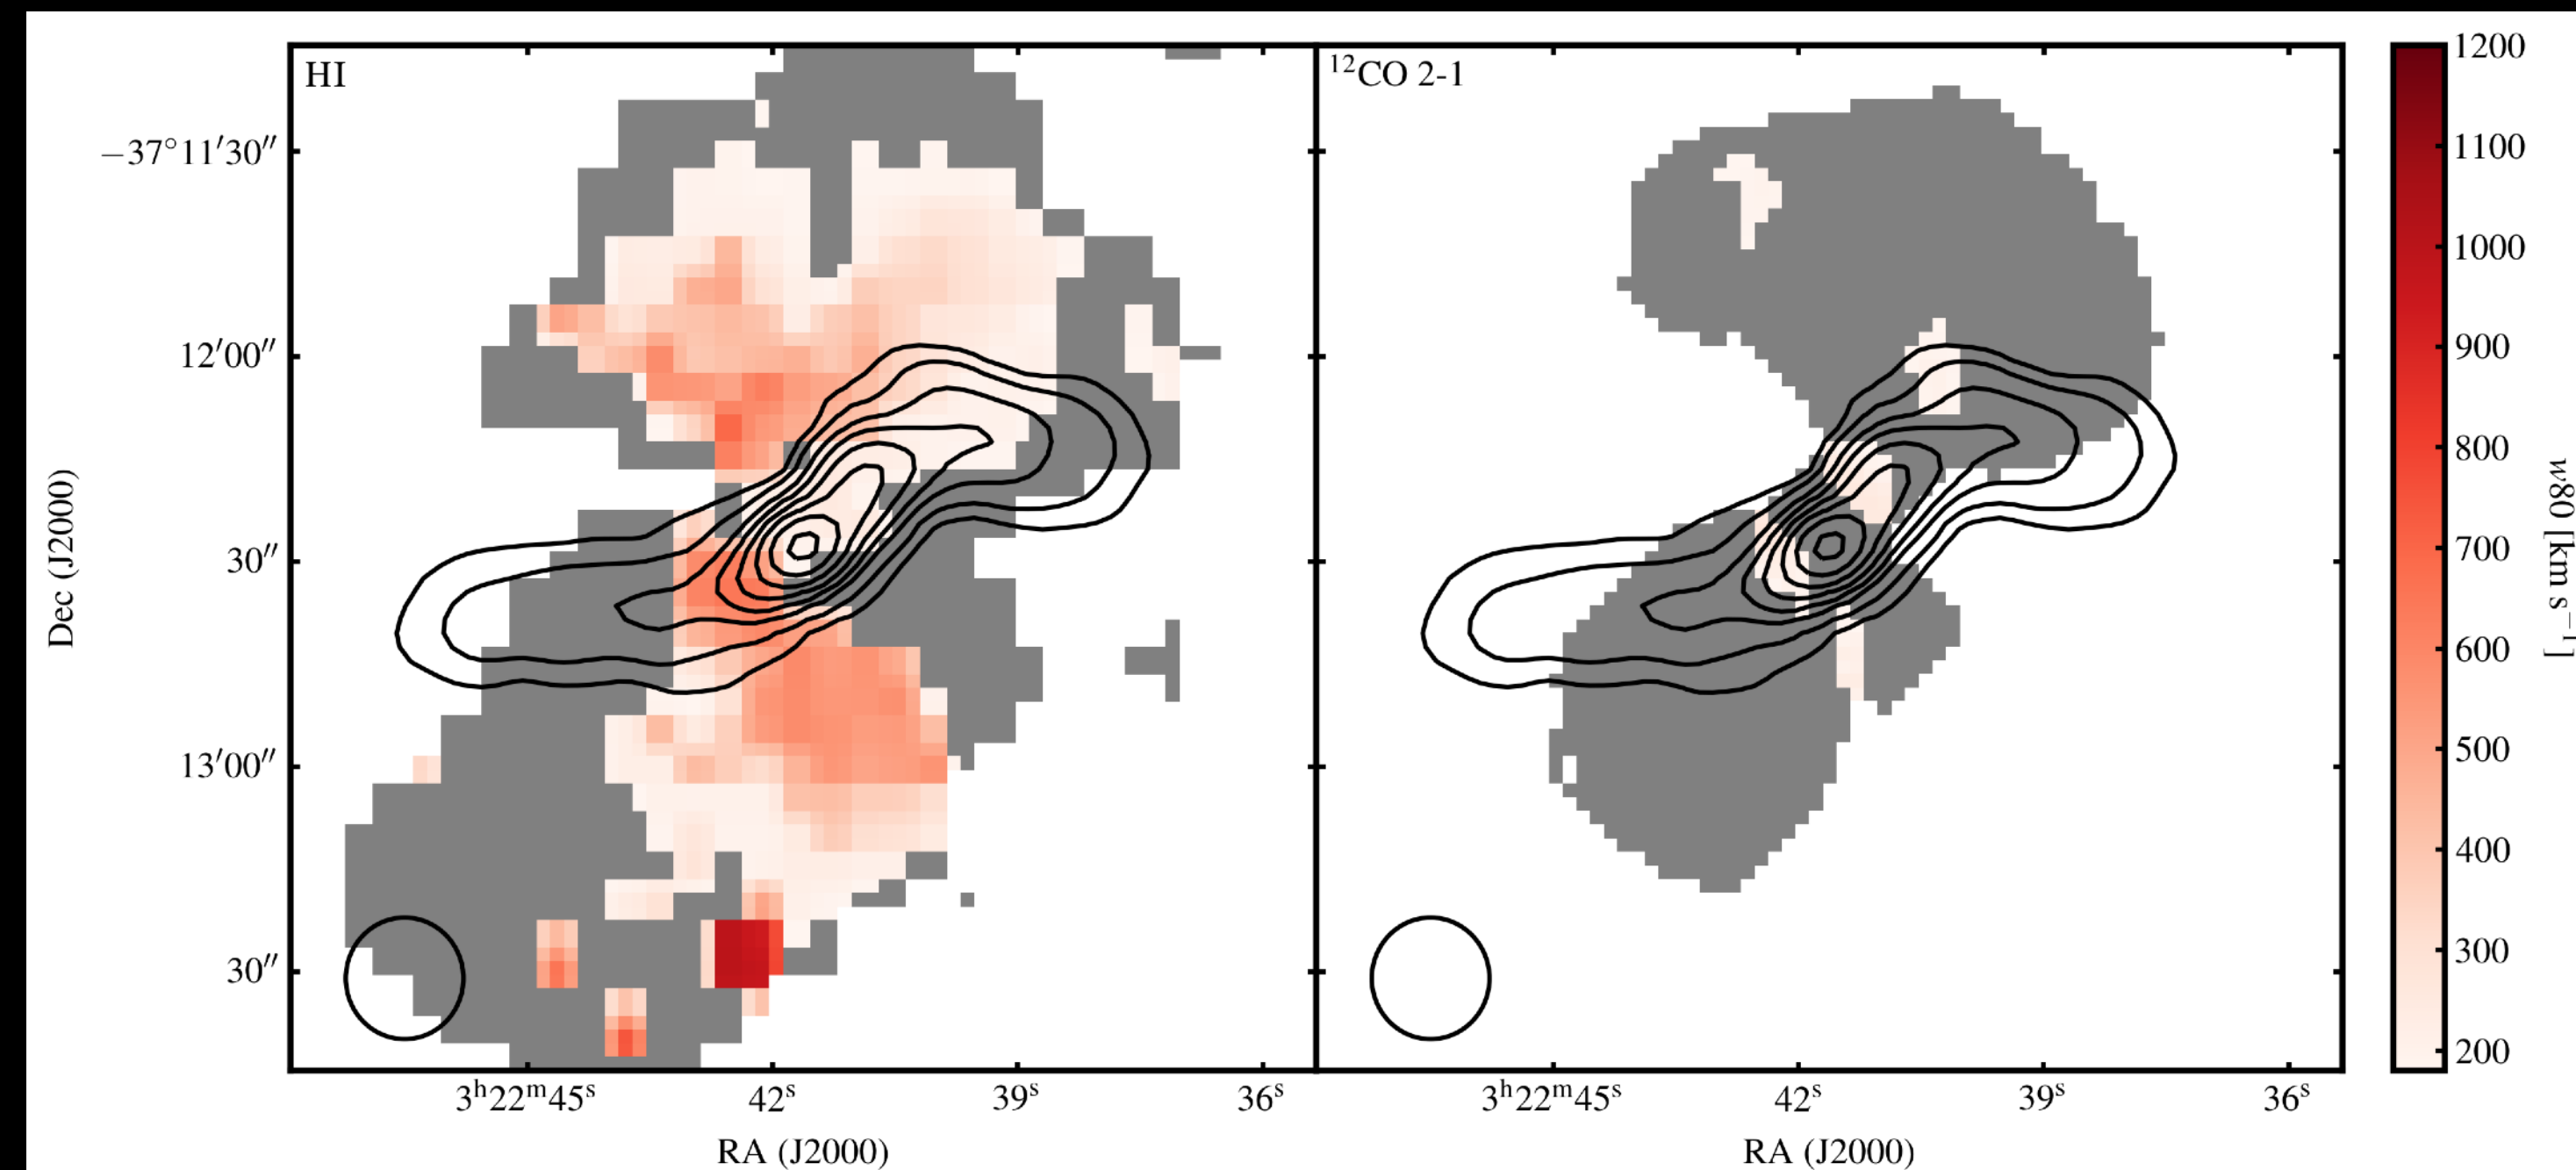 HI
¹²CO 2-1
−37°11′30″
12′00″
30″
13′00″
30″
Dec (J2000)
3ʰ22ᵐ45ˢ
42ˢ
39ˢ
36ˢ
RA (J2000)
3ʰ22ᵐ45ˢ
42ˢ
39ˢ
36ˢ
RA (J2000)
1200
1100
1000
900
800
700
600
500
400
300
200
w80 [km s⁻¹]